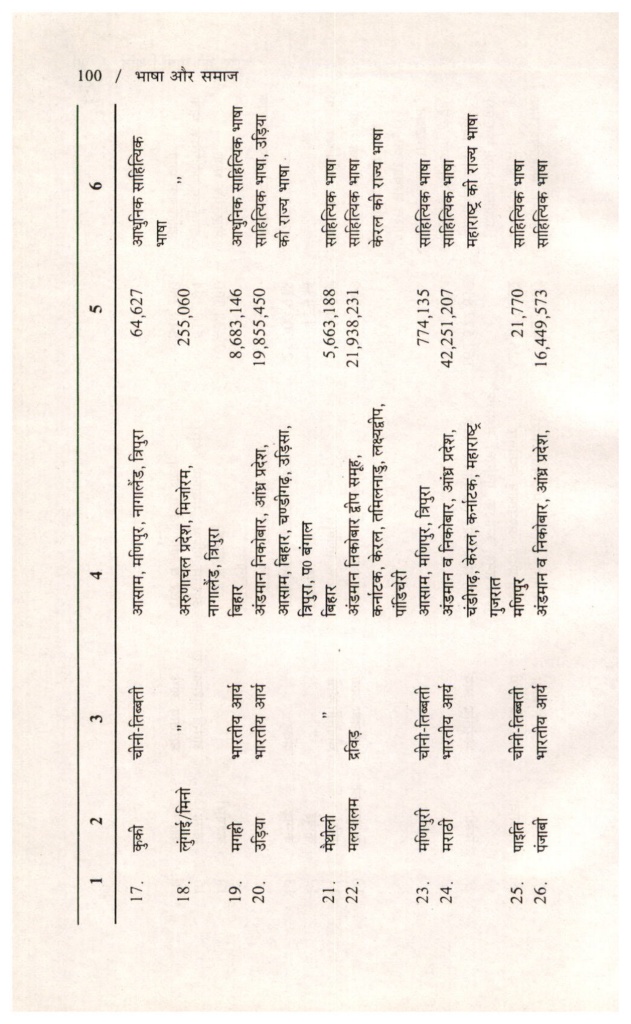 100 / भाषा और समाज
1 2 3 4 5 6
17. कुकी चीनी-तिब्बती आसाम, मणिपुर, नागालैंड, त्रिपुरा 64,627 आधुनिक साहित्यिक
भाषा
18. लुंगाई/मिनो " अरुणाचल प्रदेश, मिजोरम, 255,060 "
नागालैंड, त्रिपुरा
19. मगही भारतीय आर्य बिहार 8,683,146 आधुनिक साहित्यिक भाषा
20. उड़िया भारतीय आर्य अंडमान निकोबार, आंध्र प्रदेश, 19,855,450 साहित्यिक भाषा, उड़िया
आसाम, बिहार, चण्डीगढ़, उड़िसा, की राज्य भाषा
त्रिपुरा, प0 बंगाल
21. मैथीली " बिहार 5,663,188 साहित्यिक भाषा
22. मलयालम द्रविड़ अंडमान निकोबार द्वीप समूह, 21,938,231 साहित्यिक भाषा
कर्नाटक, केरल, तमिलनाडु, लक्ष्यद्वीप, केरल की राज्य भाषा
पांडिचेरी
23. मणिपुरी चीनी-तिब्बती आसाम, मणिपुर, त्रिपुरा 774,135 साहित्यिक भाषा
24. मराठी भारतीय आर्य अंडमान व निकोबार, आंध्र प्रदेश, 42,251,207 साहित्यिक भाषा
चंडीगढ़, केरल, कर्नाटक, महाराष्ट्र महाराष्ट्र की राज्य भाषा
गुजरात
25. पाइति चीनी-तिब्बती मणिपुर 21,770 साहित्यिक भाषा
26. पंजाबी भारतीय आर्य अंडमान व निकोबार, आंध्र प्रदेश, 16,449,573 साहित्यिक भाषा